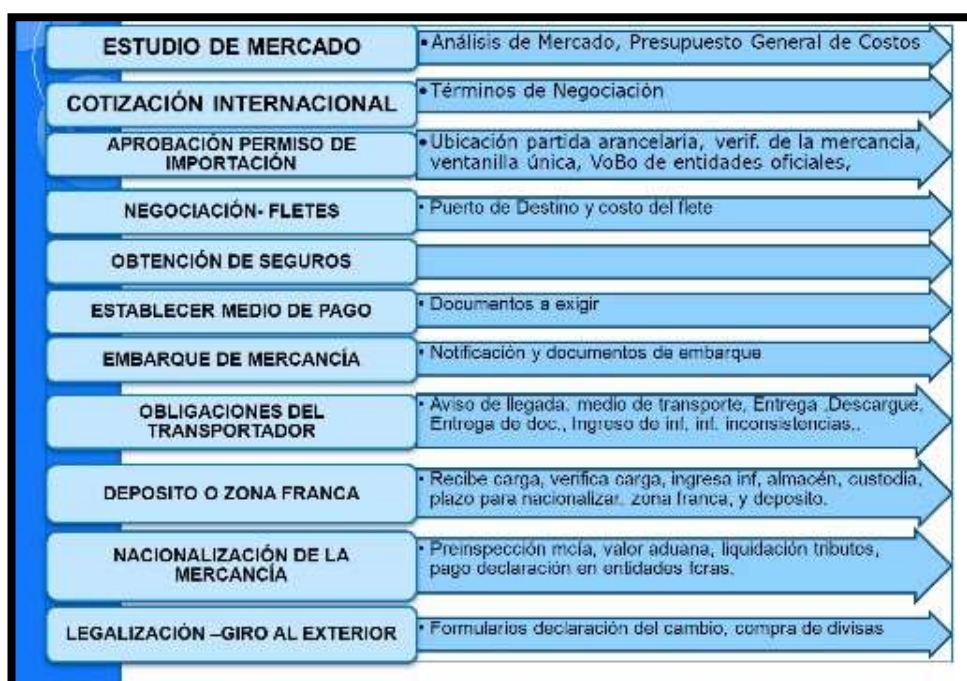 ESTUDIO DE MERCADO
•Análisis de Mercado, Presupuesto General de Costos
COTIZACIÓN INTERNACIONAL
•Términos de Negociación
APROBACIÓN PERMISO DE
IMPORTACIÓN
•Ubicación partida arancelaria, verif. de la mercancía,
ventanilla única, VoBo de entidades oficiales,
NEGOCIACIÓN- FLETES
• Puerto de Destino y costo del flete
OBTENCIÓN DE SEGUROS
ESTABLECER MEDIO DE PAGO
• Documentos a exigir
EMBARQUE DE MERCANCÍA
• Notificación y documentos de embarque
OBLIGACIONES DEL
TRANSPORTADOR
• Aviso de llegada, medio de transporte, Entrega ,Descargue,
Entrega de doc., Ingreso de inf, inf. inconsistencias..
DEPOSITO O ZONA FRANCA
• Recibe carga, verifica carga, ingresa inf, almacén, custodia,
plazo para nacionalizar, zona franca, y deposito.
NACIONALIZACIÓN DE LA
MERCANCÍA
• Preinspección mcía, valor aduana, liquidación tributos,
pago declaración en entidades fcras.
LEGALIZACIÓN –GIRO AL EXTERIOR
• Formularios declaración del cambio, compra de divisas